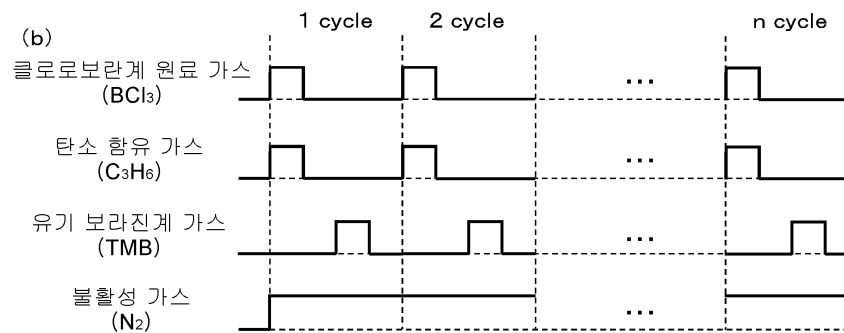 1 cycle 2 cycle n cycle
(b)
클로로보란계 원료 가스
(BCl₃)
...
탄소 함유 가스
(C₃H₆)
...
유기 보라진계 가스
(TMB)
...
불활성 가스
(N₂)
...